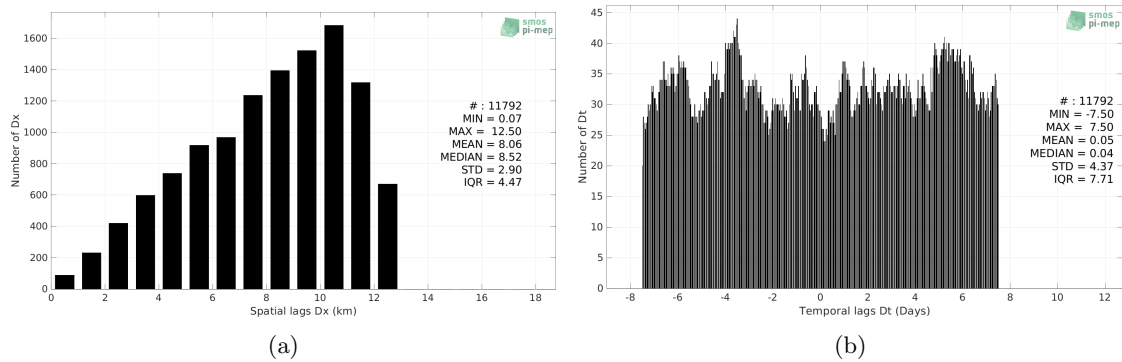 smos
pi-mep
1600
1400
1200
1000
800
600
400
200
0
Number of Dx
# : 11792
MIN = 0.07
MAX = 12.50
MEAN = 8.06
MEDIAN = 8.52
STD = 2.90
IQR = 4.47
0 2 4 6 8 10 12 14 16 18
Spatial lags Dx (km)
(a)
smos
pi-mep
45
40
35
30
25
20
15
10
5
0
Number of Dt
# : 11792
MIN = -7.50
MAX = 7.50
MEAN = 0.05
MEDIAN = 0.04
STD = 4.37
IQR = 7.71
-8 -6 -4 -2 0 2 4 6 8 10 12
Temporal lags Dt (Days)
(b)